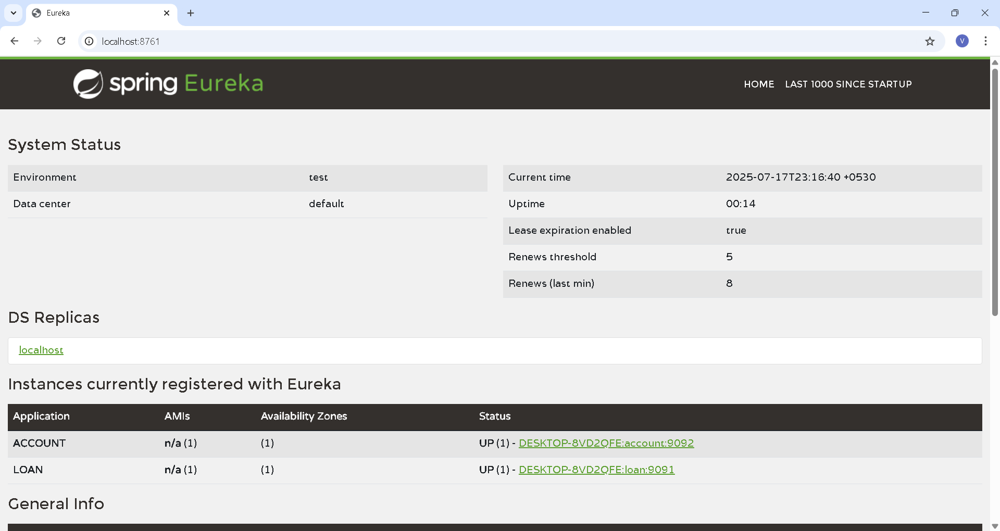 Eureka
localhost:8761
V
spring Eureka
HOME LAST 1000 SINCE STARTUP
System Status
Environment test
Data center default
Current time 2025-07-17T23:16:40 +0530
Uptime 00:14
Lease expiration enabled true
Renews threshold 5
Renews (last min) 8
DS Replicas
localhost
Instances currently registered with Eureka
Application AMIs Availability Zones Status
ACCOUNT n/a (1) (1) UP (1) - DESKTOP-8VD2QFE:account:9092
LOAN n/a (1) (1) UP (1) - DESKTOP-8VD2QFE:loan:9091
General Info